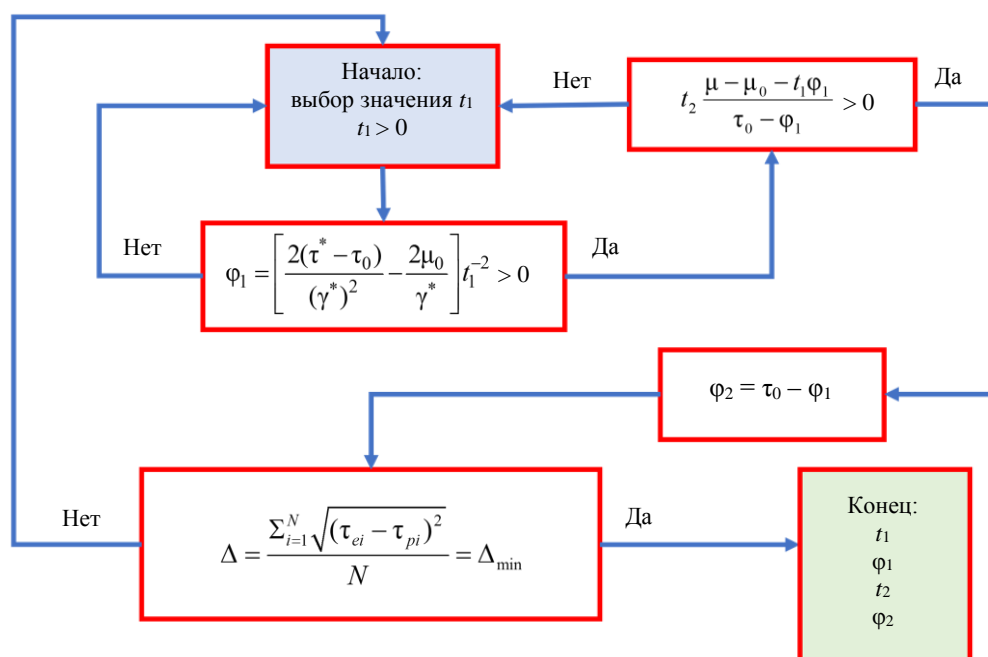 Начало:
выбор значения t₁
t₁ > 0
Нет
t₂ (μ − μ₀ − t₁φ₁)/(τ₀ − φ₁) > 0
Да
Нет
φ₁ = [2(τ* − τ₀)/(γ*)² − 2μ₀/γ*] t₁⁻² > 0
Да
φ₂ = τ₀ − φ₁
Нет
Δ = Σᵢ₌₁ᴺ √((τₑᵢ − τₚᵢ)²)/N = Δmin
Да
Конец:
t₁
φ₁
t₂
φ₂